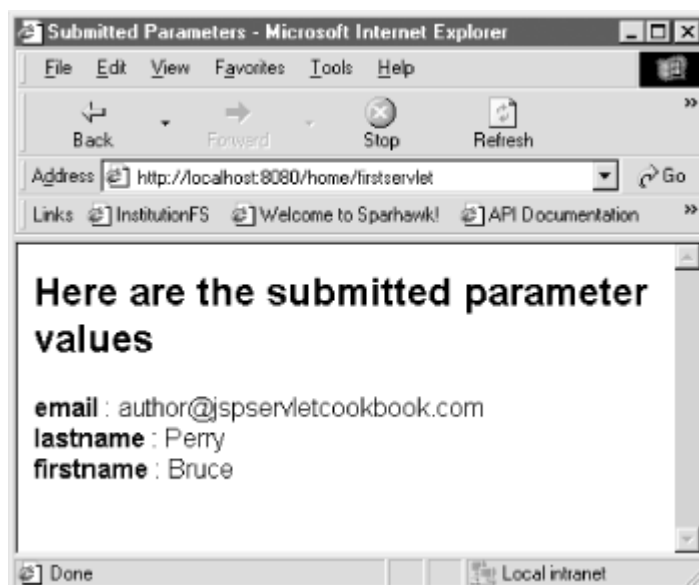 Submitted Parameters - Microsoft Internet Explorer
File Edit View Favorites Tools Help
Back Forward Stop Refresh »
Address http://localhost:8080/home/firstservlet Go
Links InstitutionFS Welcome to Sparhawk! API Documentation »
Here are the submitted parameter
values
email : author@jspservletcookbook.com
lastname : Perry
firstname : Bruce
Done Local intranet